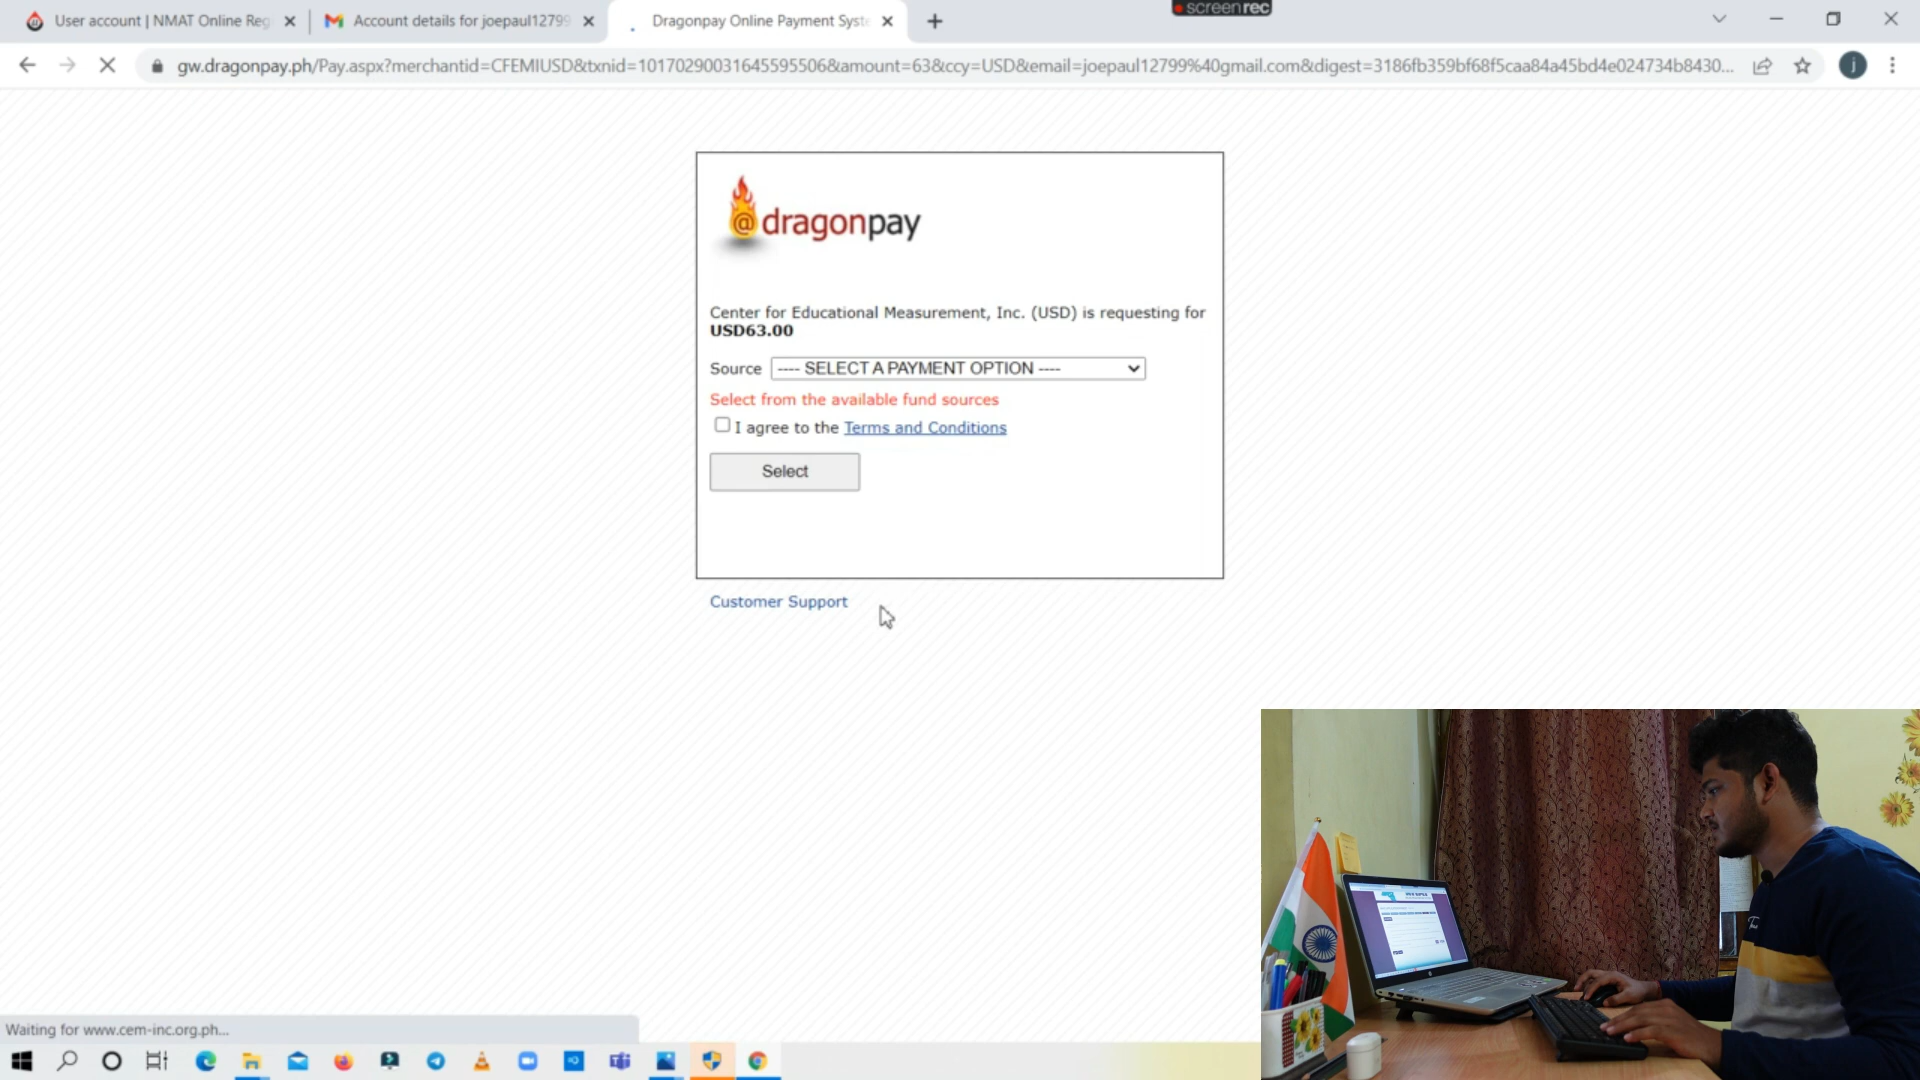 User account | NMAT Online Reg
Account details for joepaul12799
Dragonpay Online Payment Syste
screenrec
gw.dragonpay.ph/Pay.aspx?merchantid=CFEMIUSD&txnid=10170290031645595506&amount=63&ccy=USD&email=joepaul12799%40gmail.com&digest=3186fb359bf68f5caa84a45bd4e024734b8430...
j
@dragonpay
Center for Educational Measurement, Inc. (USD) is requesting for
USD63.00
Source ---- SELECT A PAYMENT OPTION ----
Select from the available fund sources
I agree to the Terms and Conditions
Select
Customer Support
Waiting for www.cem-inc.org.ph...